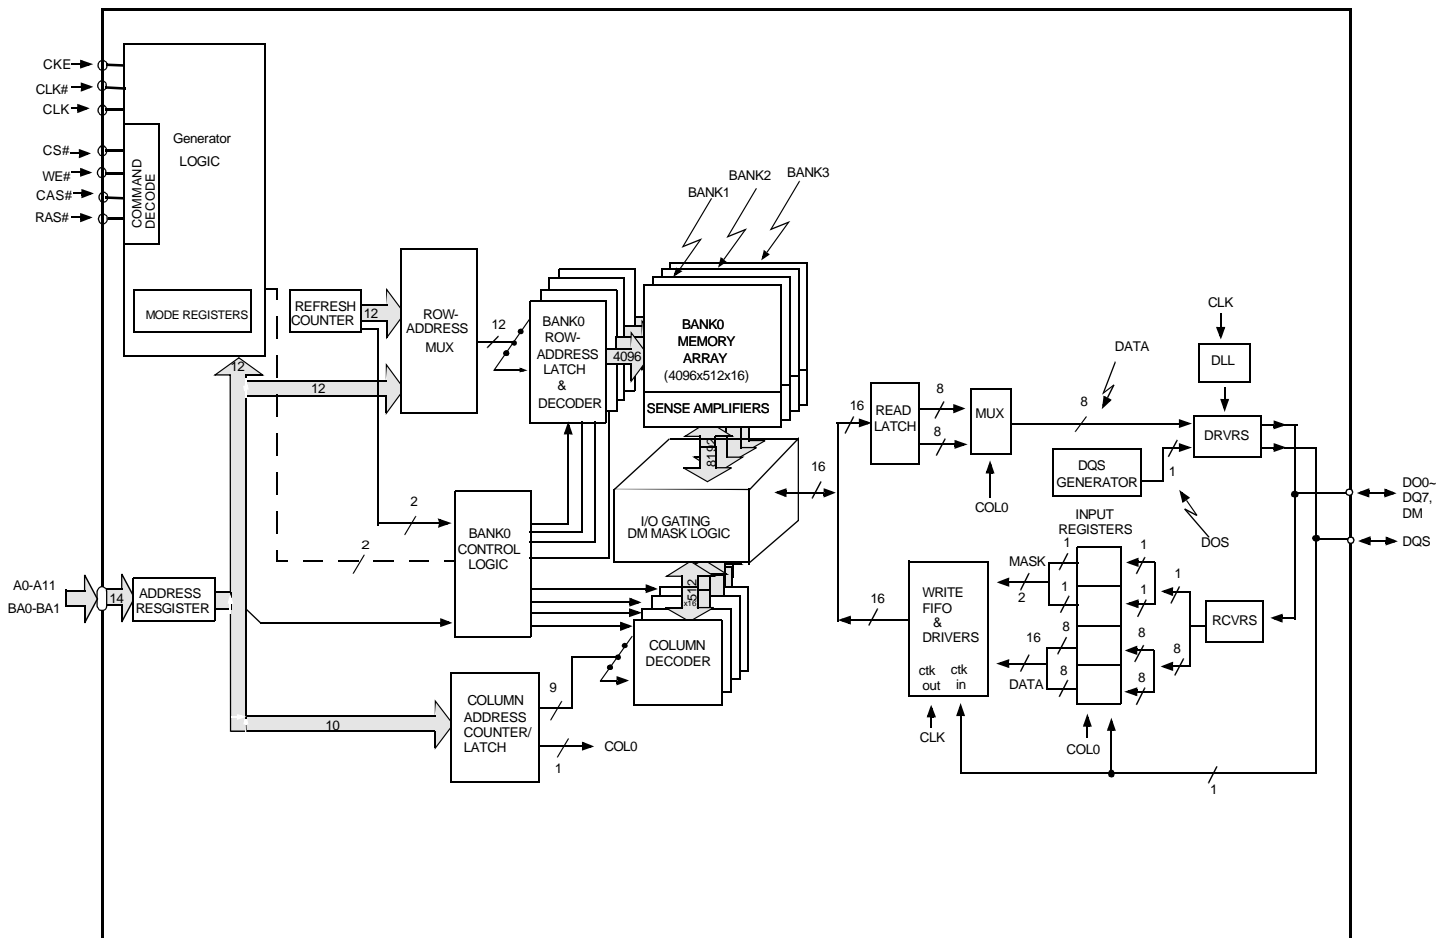 CKE
CLK#
CLK
CS#
WE#
CAS#
RAS#
Generator
LOGIC
COMMAND
DECODE
MODE REGISTERS
REFRESH
COUNTER
12
12
12
ROW-
ADDRESS
MUX
12
BANK0
ROW-
ADDRESS
LATCH
&
DECODER
4096
BANK1
BANK2
BANK3
BANK0
MEMORY
ARRAY
(4096x512x16)
SENSE AMPLIFIERS
8192
I/O GATING
DM MASK LOGIC
16
2
2
BANK0
CONTROL
LOGIC
A0-A11
BA0-BA1
14
ADDRESS
RESGISTER
512
x16
COLUMN
DECODER
10
COLUMN
ADDRESS
COUNTER/
LATCH
9
1
COL0
16
READ
LATCH
8
8
MUX
COL0
8
DATA
CLK
DLL
DRVRS
DQS
GENERATOR
1
DOS
DO0~
DQ7,
DM
DQS
INPUT
REGISTERS
16
WRITE
FIFO
&
DRIVERS
ctk
out
ctk
in
CLK
MASK
2
16
DATA
1
1
8
8
1
1
8
8
1
8
RCVRS
COL0
1